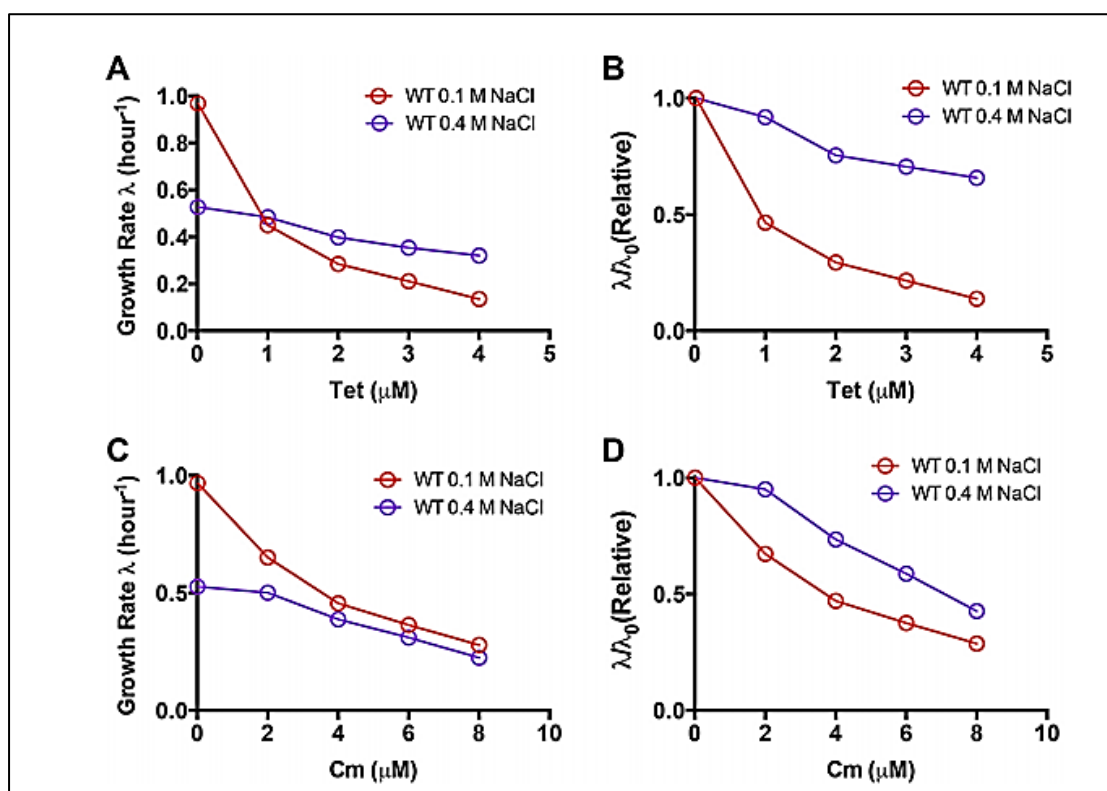 A
WT 0.1 M NaCl
WT 0.4 M NaCl
Growth Rate λ (hour⁻¹)
1.0
0.8
0.6
0.4
0.2
0.0
0 1 2 3 4 5
Tet (μM)
B
WT 0.1 M NaCl
WT 0.4 M NaCl
λ/λ₀(Relative)
1.0
0.5
0.0
0 1 2 3 4 5
Tet (μM)
C
WT 0.1 M NaCl
WT 0.4 M NaCl
Growth Rate λ (hour⁻¹)
1.0
0.5
0.0
0 2 4 6 8 10
Cm (μM)
D
WT 0.1 M NaCl
WT 0.4 M NaCl
λ/λ₀(Relative)
1.0
0.5
0.0
0 2 4 6 8 10
Cm (μM)